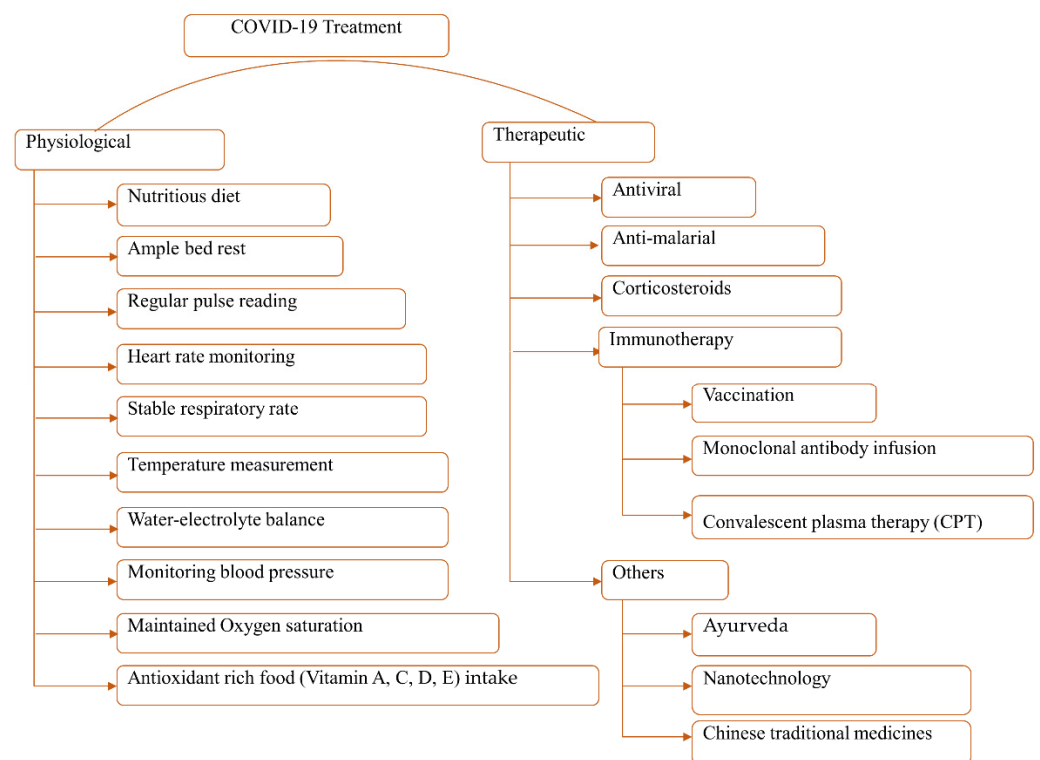 COVID-19 Treatment
Physiological
Nutritious diet
Ample bed rest
Regular pulse reading
Heart rate monitoring
Stable respiratory rate
Temperature measurement
Water-electrolyte balance
Monitoring blood pressure
Maintained Oxygen saturation
Antioxidant rich food (Vitamin A, C, D, E) intake
Therapeutic
Antiviral
Anti-malarial
Corticosteroids
Immunotherapy
Vaccination
Monoclonal antibody infusion
Convalescent plasma therapy (CPT)
Others
Ayurveda
Nanotechnology
Chinese traditional medicines